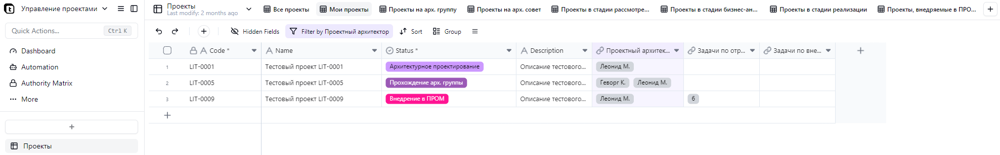 Управление проектами
Quick Actions...
Ctrl K
Dashboard
Automation
Authority Matrix
More
Проекты
Проекты
Last modify: 2 months ago
Все проекты
Мои проекты
Проекты на арх. группу
Проекты на арх. совет
Проекты в стадии рассмотре...
Проекты в стадии бизнес-ан...
Проекты в стадии реализации
Проекты, внедряемые в ПРО...
Hidden Fields
Filter by Проектный архитектор
Sort
Group
Code *
Name
Status *
Description
Проектный архитек...
Задачи по отр...
Задачи по вне...
1 LIT-0001 Тестовый проект LIT-0001 Архитектурное проектирование Описание тестового... Леонид М.
2 LIT-0005 Тестовый проект LIT-0005 Прохождение арх. группы Описание тестового... Геворг К. Леонид М.
3 LIT-0009 Тестовый проект LIT-0009 Внедрение в ПРОМ Описание тестового... Леонид М. 6